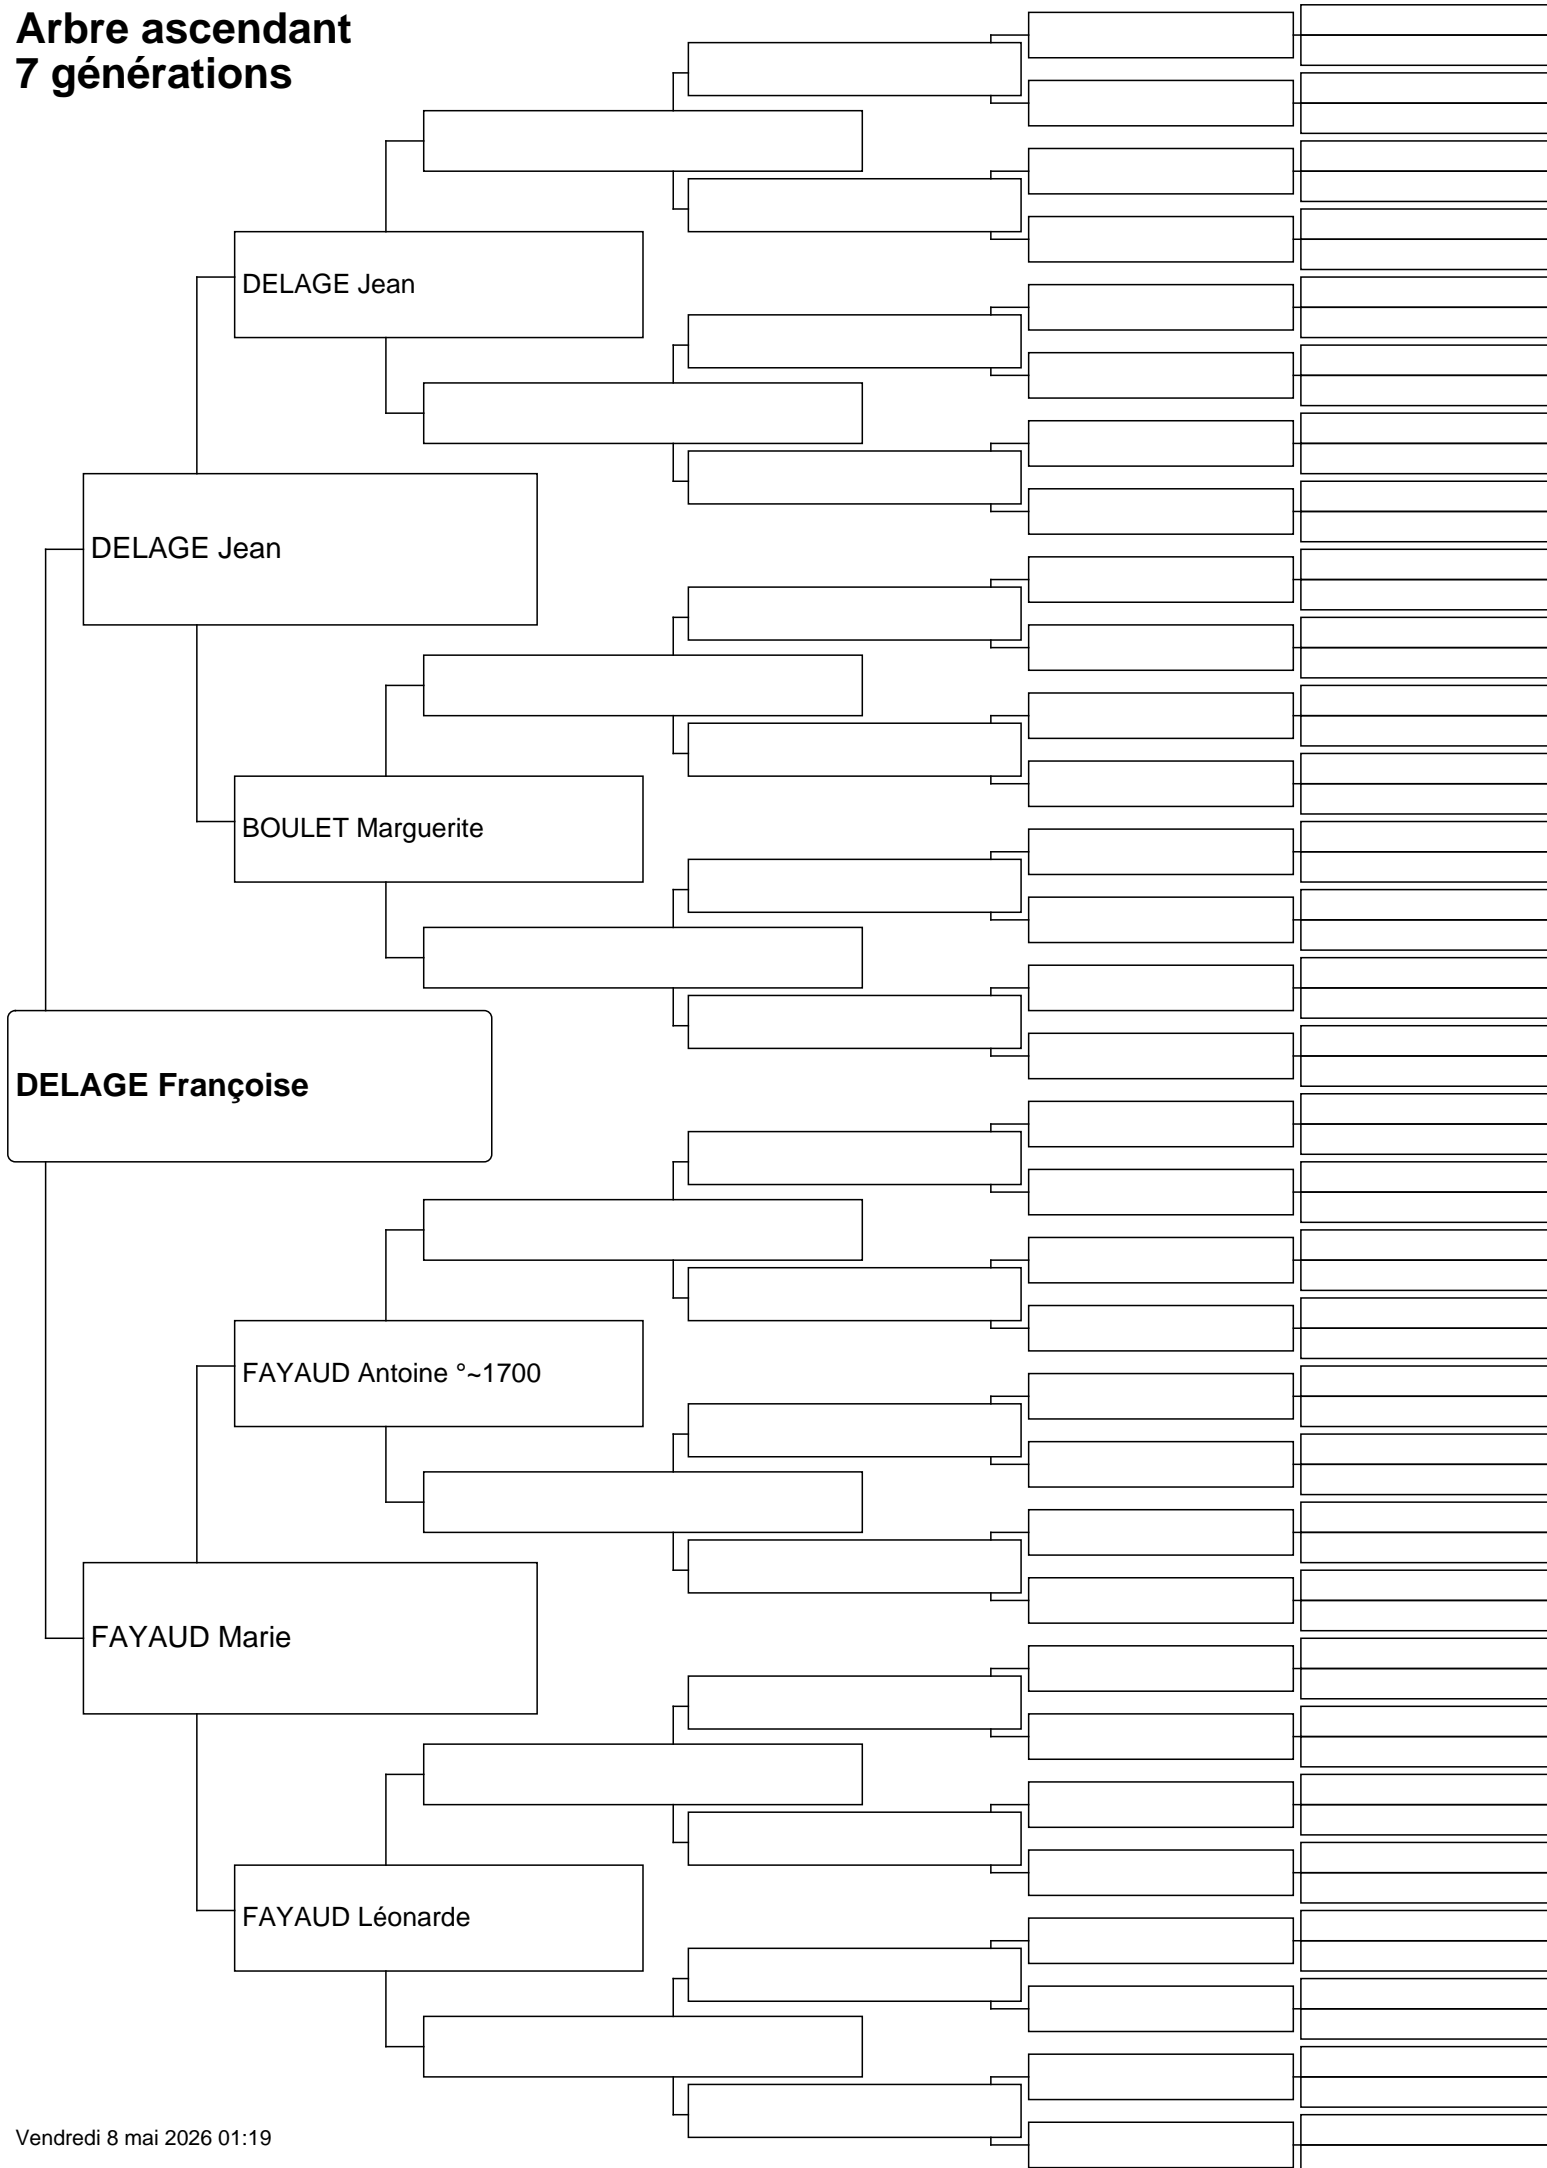 Arbre ascendant
7 générations
DELAGE Jean
DELAGE Jean
BOULET Marguerite
DELAGE Françoise
FAYAUD Antoine °~1700
FAYAUD Marie
FAYAUD Léonarde
Vendredi 8 mai 2026 01:19